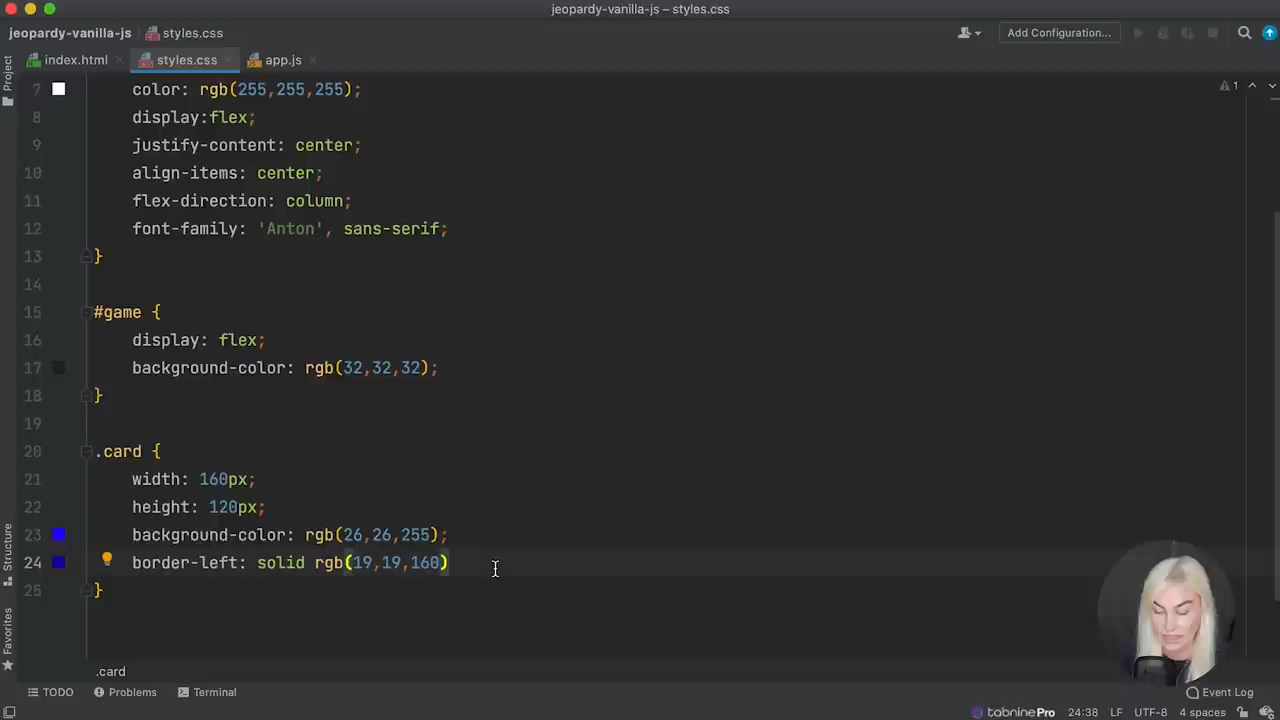 jeopardy-vanilla-js – styles.css
jeopardy-vanilla-js
styles.css
Add Configuration...
index.html
styles.css
app.js
Project
1
7 color: rgb(255,255,255);
8 display:flex;
9 justify-content: center;
10 align-items: center;
11 flex-direction: column;
12 font-family: 'Anton', sans-serif;
13 }
14
15 #game {
16 display: flex;
17 background-color: rgb(32,32,32);
18 }
19
20 .card {
21 width: 160px;
22 height: 120px;
23 background-color: rgb(26,26,255);
24 border-left: solid rgb(19,19,160)
25 }
Structure
Favorites
.card
TODO
Problems
Terminal
Event Log
tabnine Pro
24:38
LF
UTF-8
4 spaces